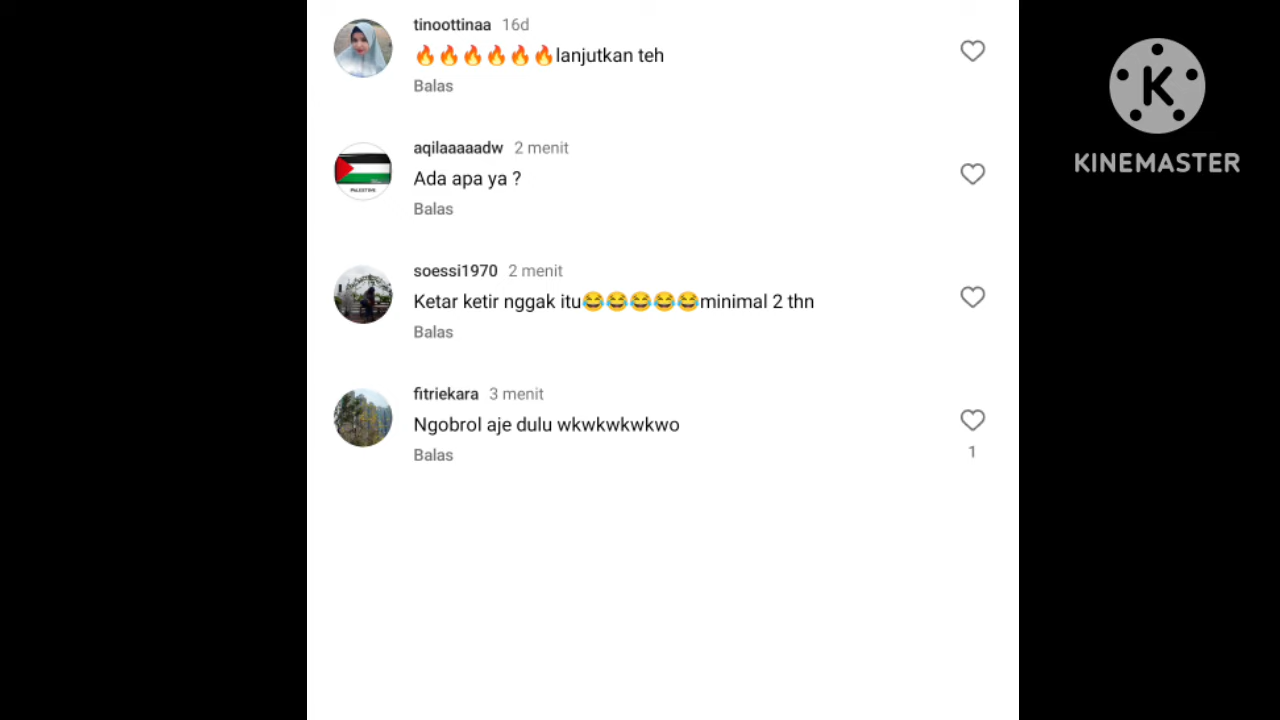 tinoottinaa 16d
🔥🔥🔥🔥🔥🔥lanjutkan teh
Balas
aqilaaaaadw 2 menit
PALESTINE
Ada apa ya ?
Balas
soessi1970 2 menit
Ketar ketir nggak itu😂😂😂😂😂minimal 2 thn
Balas
fitriekara 3 menit
Ngobrol aje dulu wkwkwkwkwo
Balas
1
K
KINEMASTER